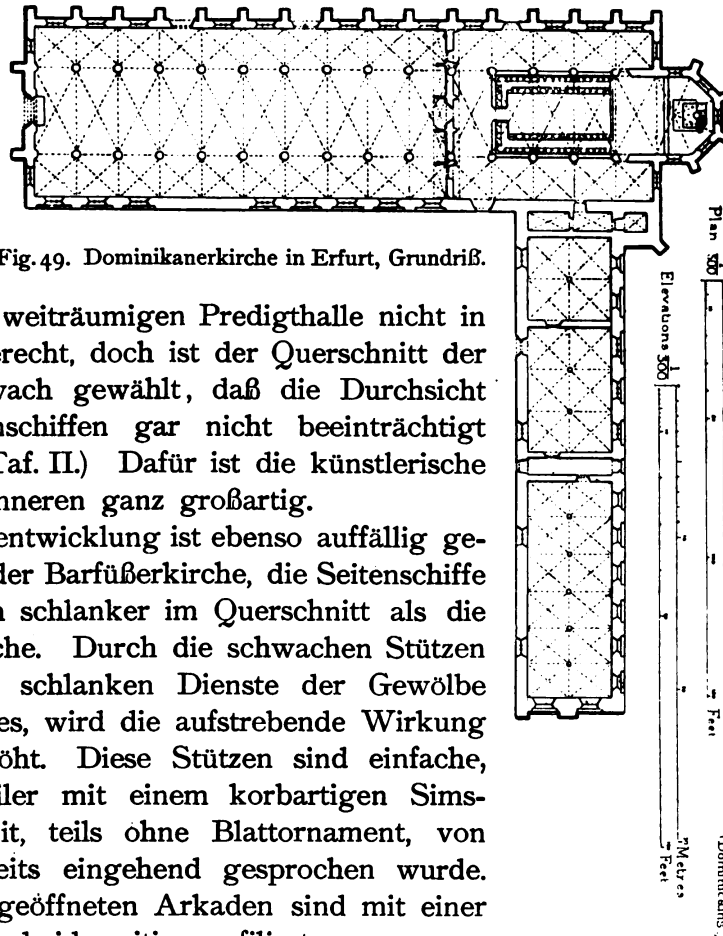 Fig. 49. Dominikanerkirche in Erfurt, Grundriß.
weiträumigen Predigthalle nicht in
erecht, doch ist der Querschnitt der
wach gewählt, daß die Durchsicht
nschiffen gar nicht beeinträchtigt
Taf. II.) Dafür ist die künstlerische
nneren ganz großartig.
entwicklung ist ebenso auffällig ge-
der Barfüßerkirche, die Seitenschiffe
schlanker im Querschnitt als die
che. Durch die schwachen Stützen
schlanken Dienste der Gewölbe
es, wird die aufstrebende Wirkung
öht. Diese Stützen sind einfache,
iler mit einem korbartigen Sims-
it, teils ohne Blattornament, von
eits eingehend gesprochen wurde.
geöffneten Arkaden sind mit einer
Plan
Feet
Elevations
Metres
Feet